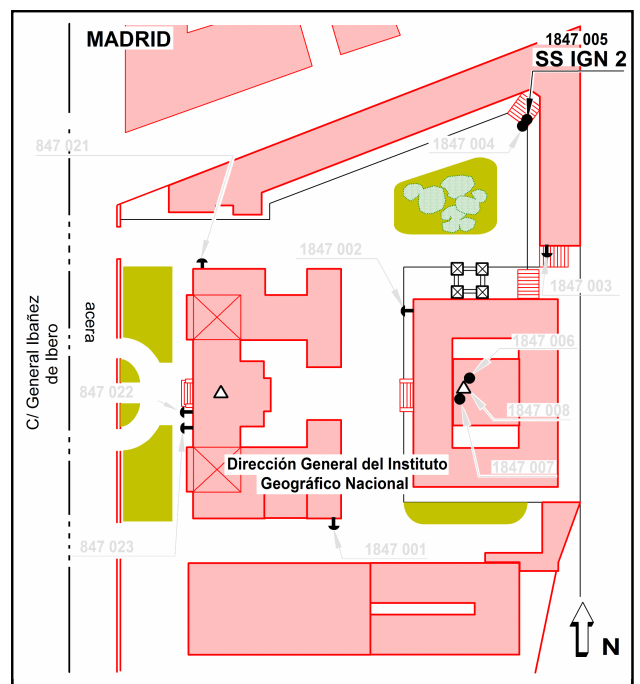 MADRID
1847 005
SS IGN 2
847 021
1847 004
1847 002
1847 003
1847 006
847 022
1847 008
1847 007
Dirección General del Instituto
Geográfico Nacional
847 023
1847 001
C/ General Ibañez
de Ibero
acera
N